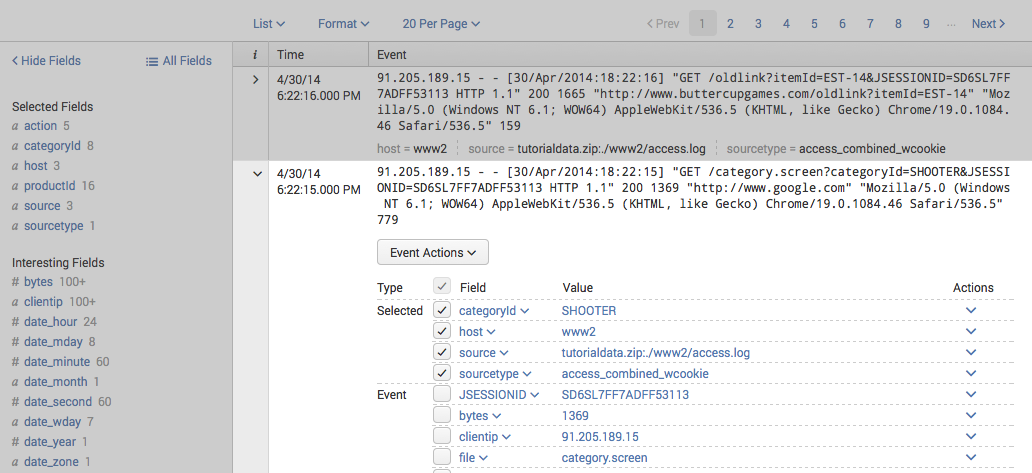 List Format 20 Per Page < Prev 1 2 3 4 5 6 7 8 9 ... Next >
< Hide Fields All Fields
Selected Fields
a action 5
a categoryId 8
a host 3
a productId 16
a source 3
a sourcetype 1
Interesting Fields
# bytes 100+
a clientip 100+
# date_hour 24
# date_mday 8
# date_minute 60
a date_month 1
# date_second 60
a date_wday 7
# date_year 1
a date_zone 1
i Time Event
4/30/14
6:22:16.000 PM
91.205.189.15 - - [30/Apr/2014:18:22:16] "GET /oldlink?itemId=EST-14&JSESSIONID=SD6SL7FF
7ADFF53113 HTTP 1.1" 200 1665 "http://www.buttercupgames.com/oldlink?itemId=EST-14" "Moz
illa/5.0 (Windows NT 6.1; WOW64) AppleWebKit/536.5 (KHTML, like Gecko) Chrome/19.0.1084.
46 Safari/536.5" 159
host = www2 source = tutorialdata.zip:./www2/access.log sourcetype = access_combined_wcookie
4/30/14
6:22:15.000 PM
91.205.189.15 - - [30/Apr/2014:18:22:15] "GET /category.screen?categoryId=SHOOTER&JSESSI
ONID=SD6SL7FF7ADFF53113 HTTP 1.1" 200 1369 "http://www.google.com" "Mozilla/5.0 (Windows
NT 6.1; WOW64) AppleWebKit/536.5 (KHTML, like Gecko) Chrome/19.0.1084.46 Safari/536.5"
779
Event Actions
Type Field Value Actions
Selected categoryId SHOOTER
host www2
source tutorialdata.zip:./www2/access.log
sourcetype access_combined_wcookie
Event JSESSIONID SD6SL7FF7ADFF53113
bytes 1369
clientip 91.205.189.15
file category.screen